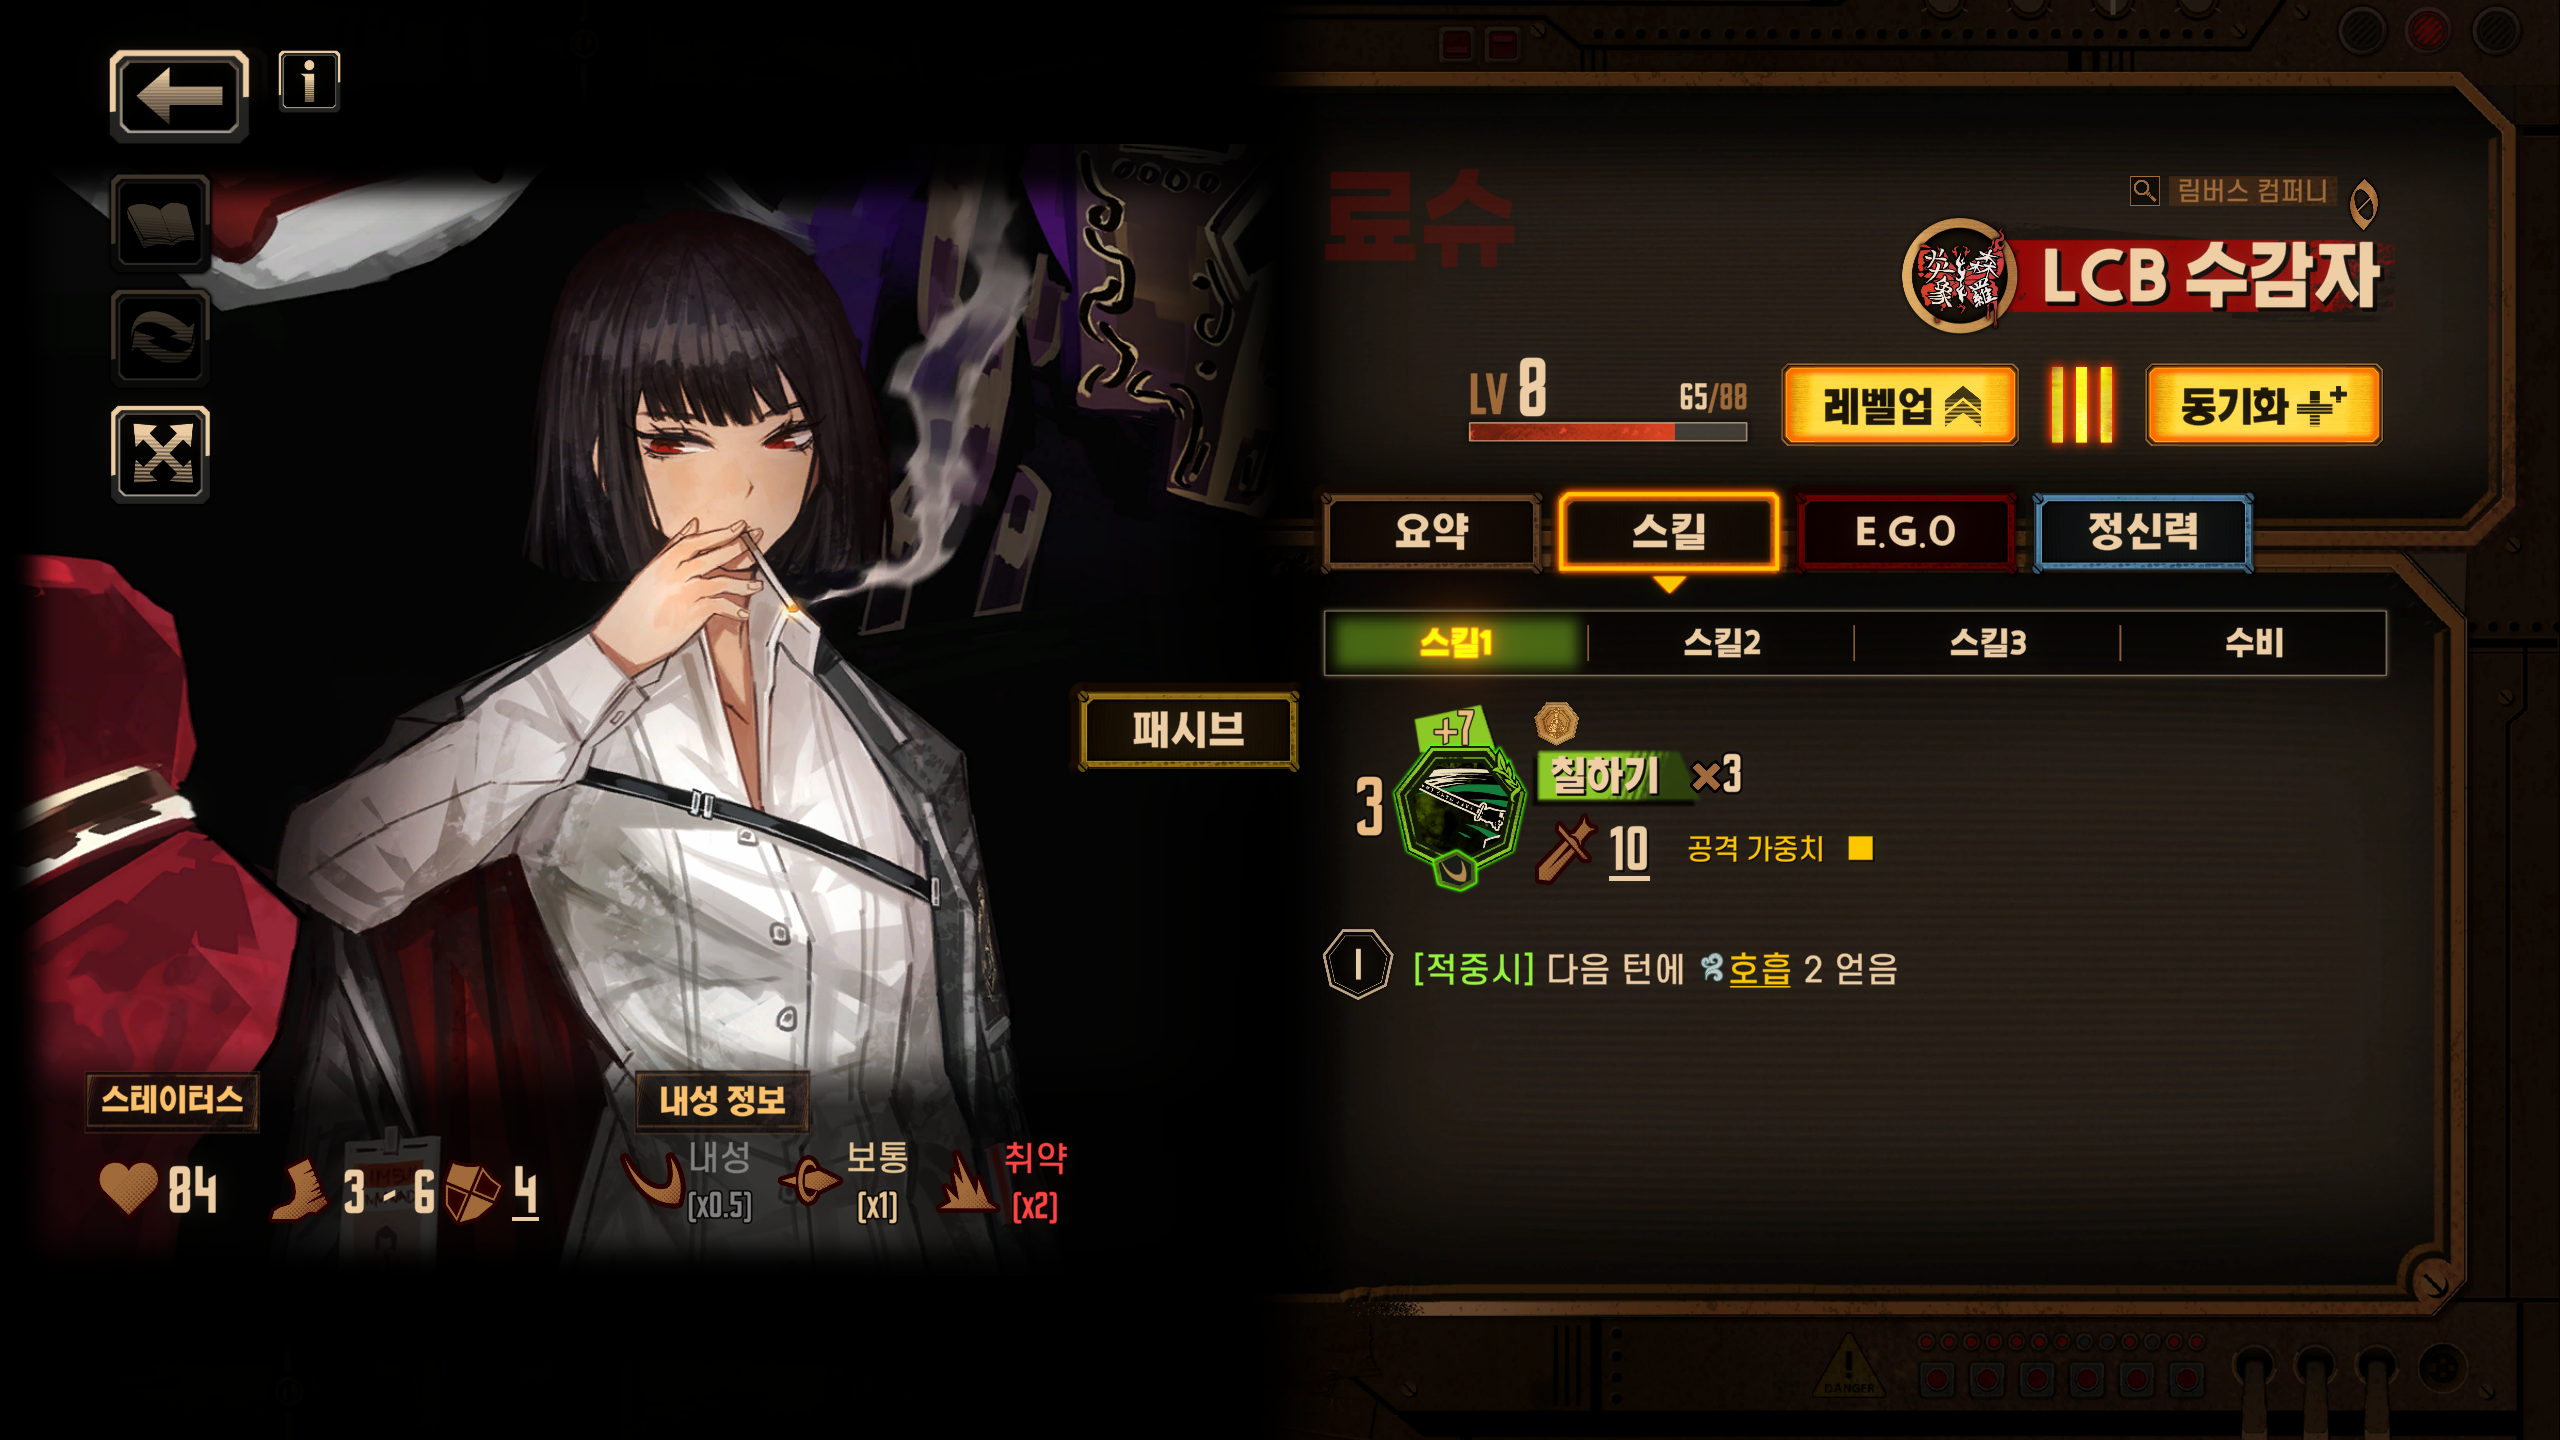 료슈
림버스 컴퍼니
LCB 수감자
LV 8
65/88
레벨업
동기화
요약
스킬
E.G.O
정신력
스킬1
스킬2
스킬3
수비
패시브
+7
3
칠하기 ×3
10
공격 가중치
I
[적중시] 다음 턴에 호흡 2 얻음
스테이터스
84
3 - 6
4
내성 정보
내성
[x0.5]
보통
[x1]
취약
[x2]
DANGER